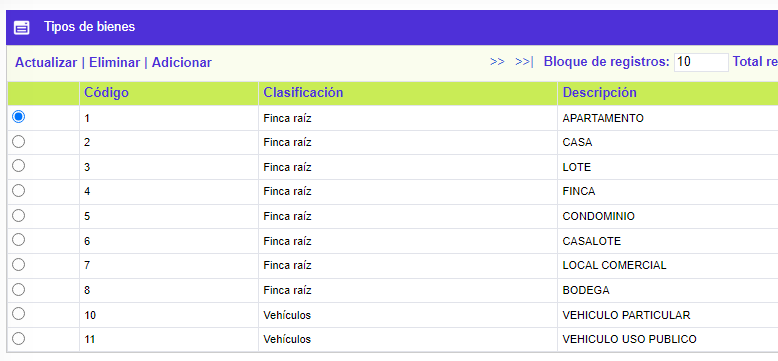 Tipos de bienes
Actualizar | Eliminar | Adicionar >> >>| Bloque de registros: 10 Total re
Código Clasificación Descripción
1 Finca raíz APARTAMENTO
2 Finca raíz CASA
3 Finca raíz LOTE
4 Finca raíz FINCA
5 Finca raíz CONDOMINIO
6 Finca raíz CASALOTE
7 Finca raíz LOCAL COMERCIAL
8 Finca raíz BODEGA
10 Vehículos VEHICULO PARTICULAR
11 Vehículos VEHICULO USO PUBLICO